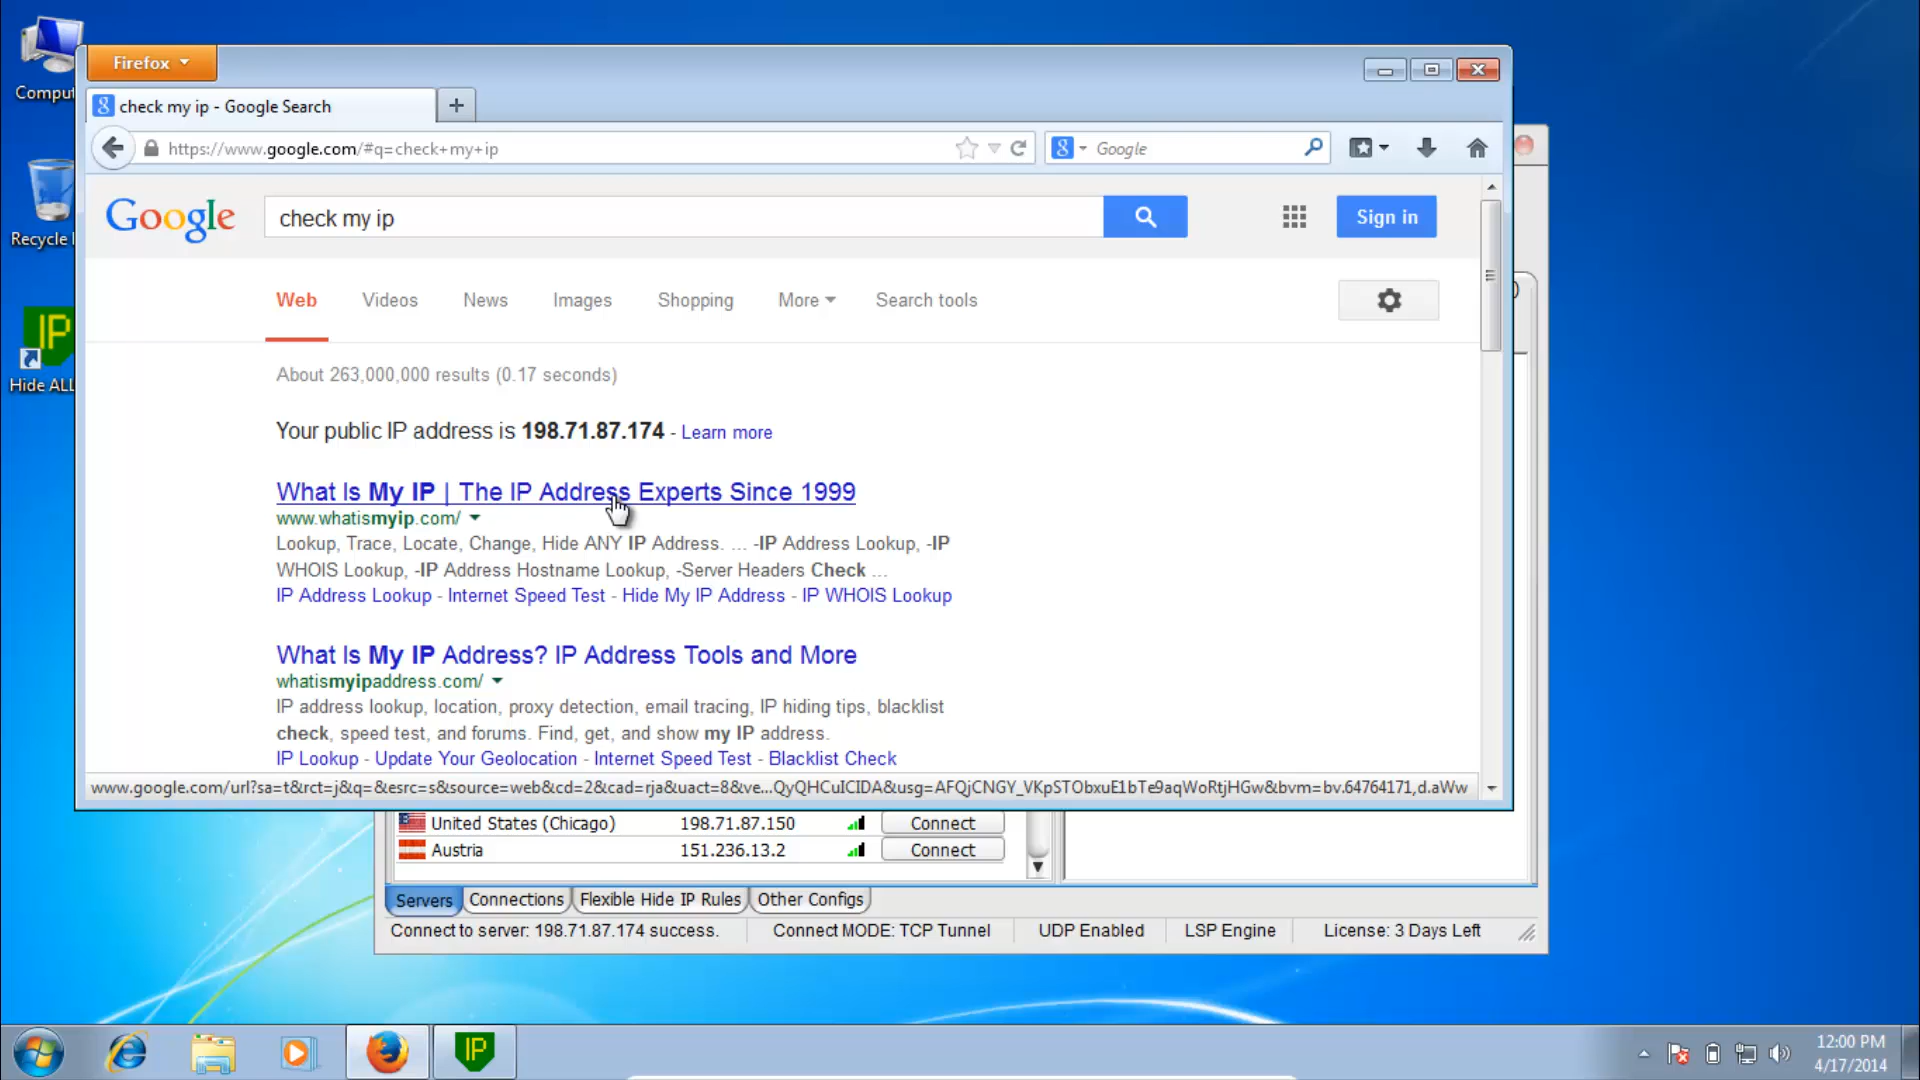 Comput
Recycle
Hide ALL
IP
Firefox
check my ip - Google Search
https://www.google.com/#q=check+my+ip
Google
Google
check my ip
Sign in
Web
Videos
News
Images
Shopping
More
Search tools
About 263,000,000 results (0.17 seconds)
Your public IP address is 198.71.87.174 - Learn more
What Is My IP | The IP Address Experts Since 1999
www.whatismyip.com/
Lookup, Trace, Locate, Change, Hide ANY IP Address. ... -IP Address Lookup, -IP
WHOIS Lookup, -IP Address Hostname Lookup, -Server Headers Check ...
IP Address Lookup - Internet Speed Test - Hide My IP Address - IP WHOIS Lookup
What Is My IP Address? IP Address Tools and More
whatismyipaddress.com/
IP address lookup, location, proxy detection, email tracing, IP hiding tips, blacklist
check, speed test, and forums. Find, get, and show my IP address.
IP Lookup - Update Your Geolocation - Internet Speed Test - Blacklist Check
www.google.com/url?sa=t&rct=j&q=&esrc=s&source=web&cd=2&cad=rja&uact=8&ve...QyQHCuICIDA&usg=AFQjCNGY_VKpSTObxuE1bTe9aqWoRtjHGw&bvm=bv.64764171,d.aWw
United States (Chicago) 198.71.87.150 Connect
Austria 151.236.13.2 Connect
Servers
Connections
Flexible Hide IP Rules
Other Configs
Connect to server: 198.71.87.174 success.
Connect MODE: TCP Tunnel
UDP Enabled
LSP Engine
License: 3 Days Left
IP
12:00 PM
4/17/2014